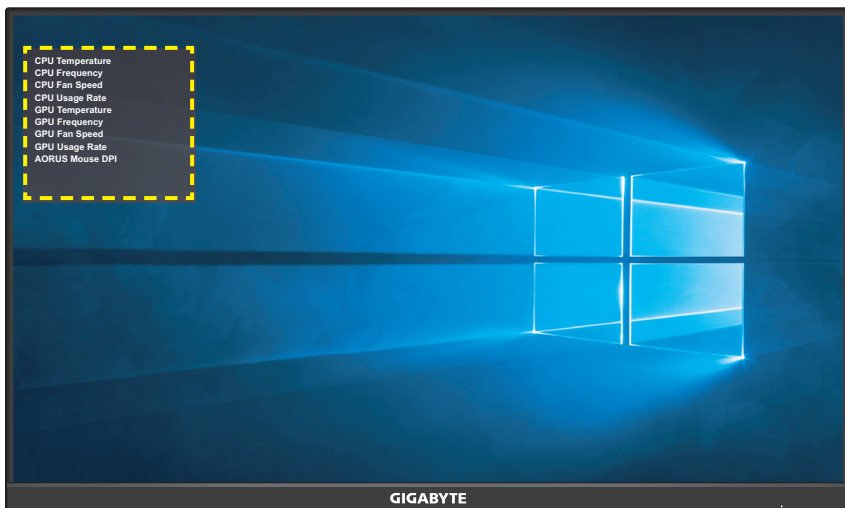 CPU Temperature
CPU Frequency
CPU Fan Speed
CPU Usage Rate
GPU Temperature
GPU Frequency
GPU Fan Speed
GPU Usage Rate
AORUS Mouse DPI
GIGABYTE